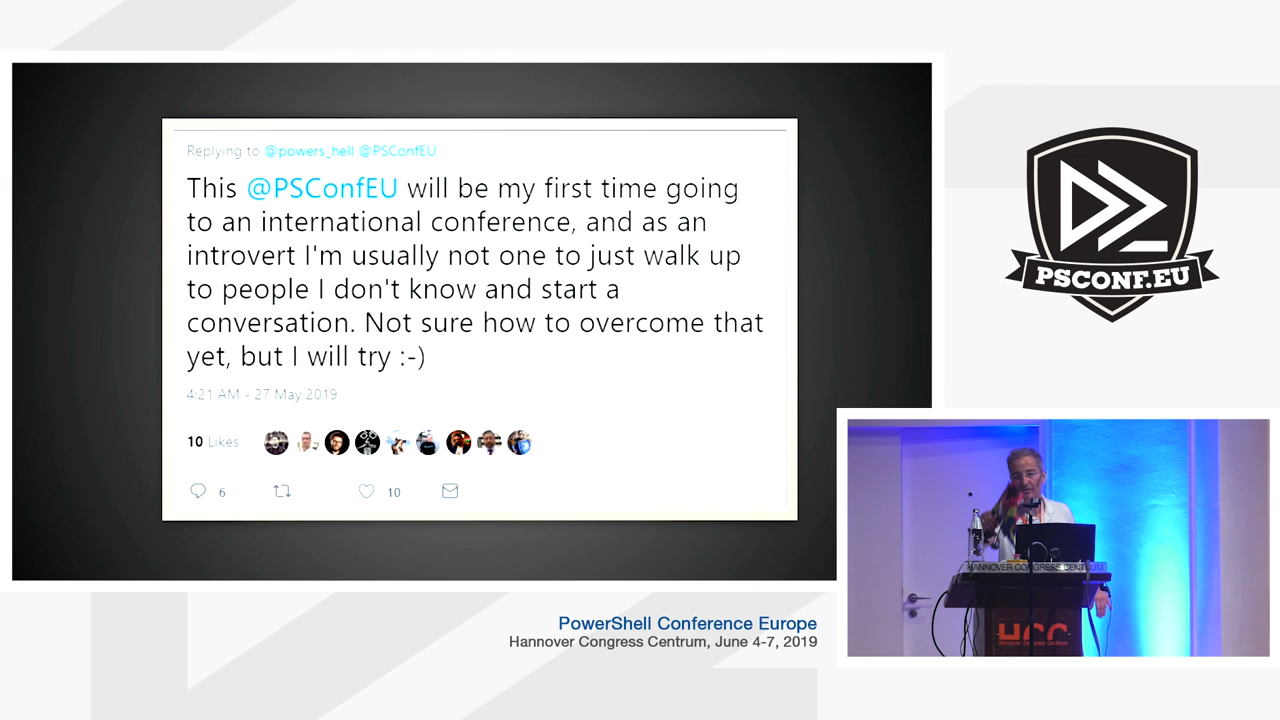 Replying to @powers_hell @PSConfEU
This @PSConfEU will be my first time going
to an international conference, and as an
introvert I'm usually not one to just walk up
to people I don't know and start a
conversation. Not sure how to overcome that
yet, but I will try :-)
4:21 AM - 27 May 2019
10 Likes
6
10
PSCONF.EU
HANNOVER CONGRESS CENTRUM
HCC
Hannover Congress Centrum
PowerShell Conference Europe
Hannover Congress Centrum, June 4-7, 2019